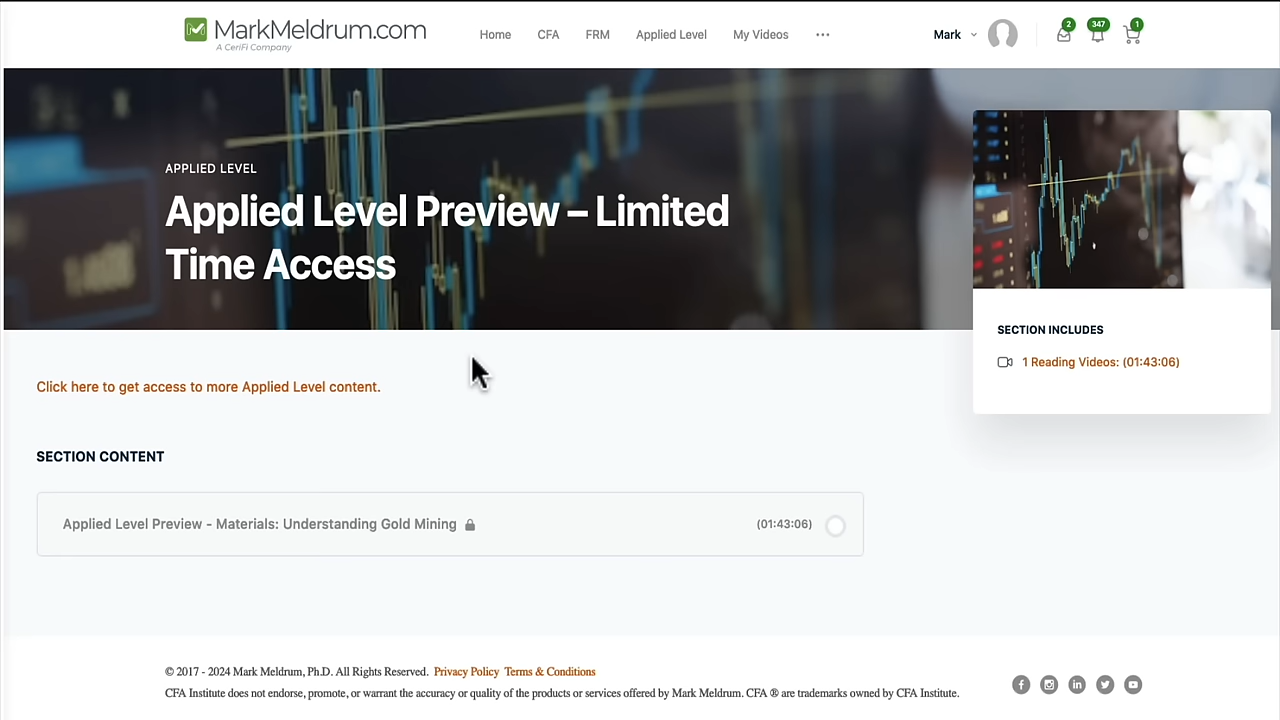 MarkMeldrum.com
A CeriFi Company
Home CFA FRM Applied Level My Videos ...
Mark 2 347 1
APPLIED LEVEL
Applied Level Preview – Limited
Time Access
SECTION INCLUDES
1 Reading Videos: (01:43:06)
Click here to get access to more Applied Level content.
SECTION CONTENT
Applied Level Preview - Materials: Understanding Gold Mining (01:43:06)
© 2017 - 2024 Mark Meldrum, Ph.D. All Rights Reserved. Privacy Policy Terms & Conditions
CFA Institute does not endorse, promote, or warrant the accuracy or quality of the products or services offered by Mark Meldrum. CFA ® are trademarks owned by CFA Institute.